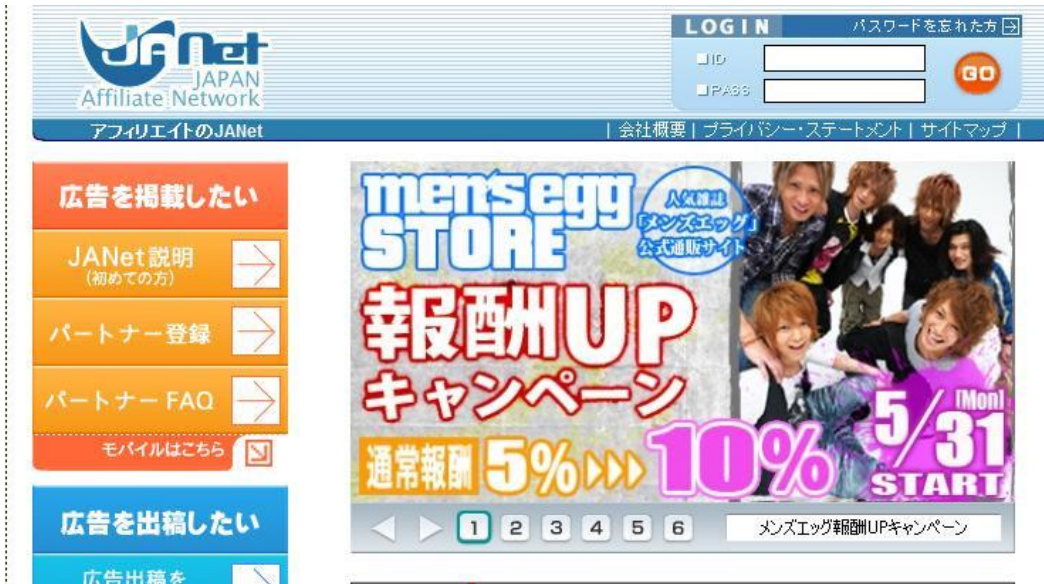 JANet
JAPAN
Affiliate Network
アフィリエイトのJANet
LOGIN
パスワードを忘れた方
ID
PASS
GO
| 会社概要 | プライバシー・ステートメント | サイトマップ |
広告を掲載したい
JANet説明
(初めての方)
パートナー登録
パートナー FAQ
モバイルはこちら
広告を出稿したい
広告出稿を
men's egg
STORE
人気雑誌
「メンズエッグ」
公式通販サイト
報酬UP
キャンペーン
通常報酬 5% 10%
5/31
[Mon]
START
1 2 3 4 5 6
メンズエッグ報酬UPキャンペーン